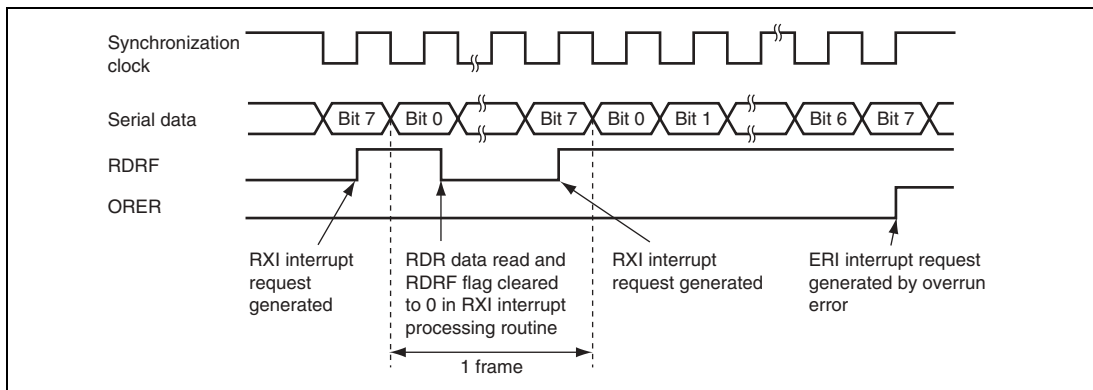 Synchronization
clock
Serial data
Bit 7 Bit 0 Bit 7 Bit 0 Bit 1 Bit 6 Bit 7
RDRF
ORER
RXI interrupt
request
generated
RDR data read and
RDRF flag cleared
to 0 in RXI interrupt
processing routine
RXI interrupt
request generated
ERI interrupt request
generated by overrun
error
1 frame